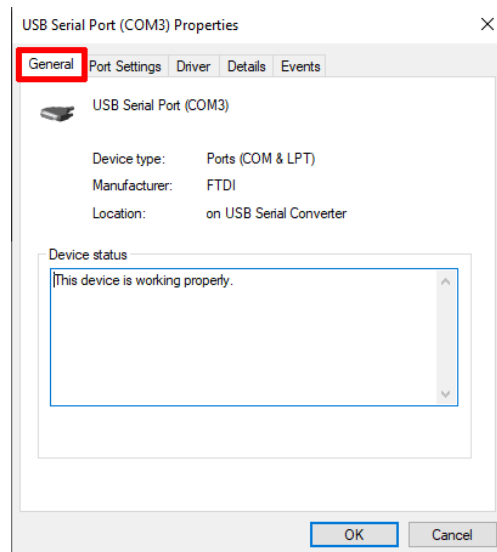 USB Serial Port (COM3) Properties
General Port Settings Driver Details Events
USB Serial Port (COM3)
Device type: Ports (COM & LPT)
Manufacturer: FTDI
Location: on USB Serial Converter
Device status
This device is working properly.
OK Cancel